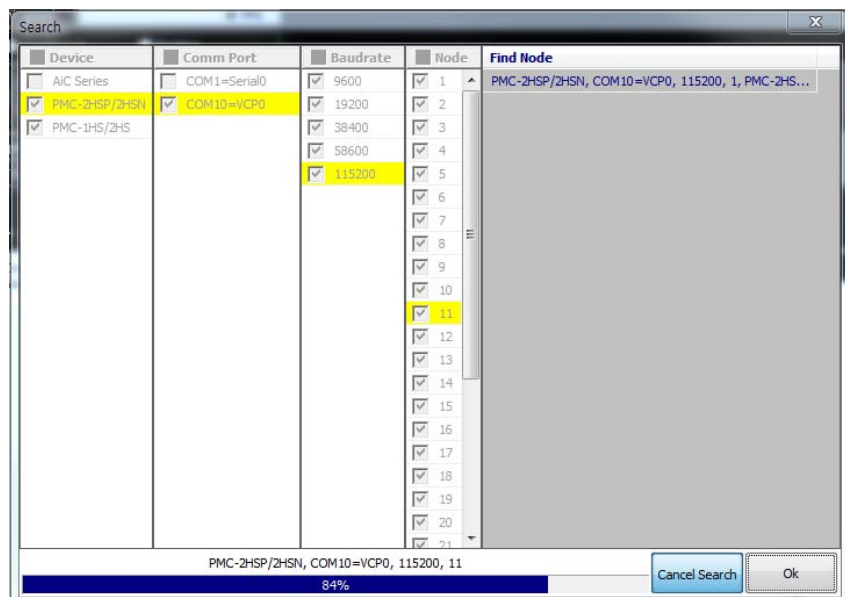 Search
Device
Comm Port
Baudrate
Node
Find Node
AiC Series
COM1=Serial0
9600
1
PMC-2HSP/2HSN, COM10=VCP0, 115200, 1, PMC-2HS...
PMC-2HSP/2HSN
COM10=VCP0
19200
2
PMC-1HS/2HS
38400
3
58600
4
115200
5
6
7
8
9
10
11
12
13
14
15
16
17
18
19
20
21
PMC-2HSP/2HSN, COM10=VCP0, 115200, 11
84%
Cancel Search
Ok